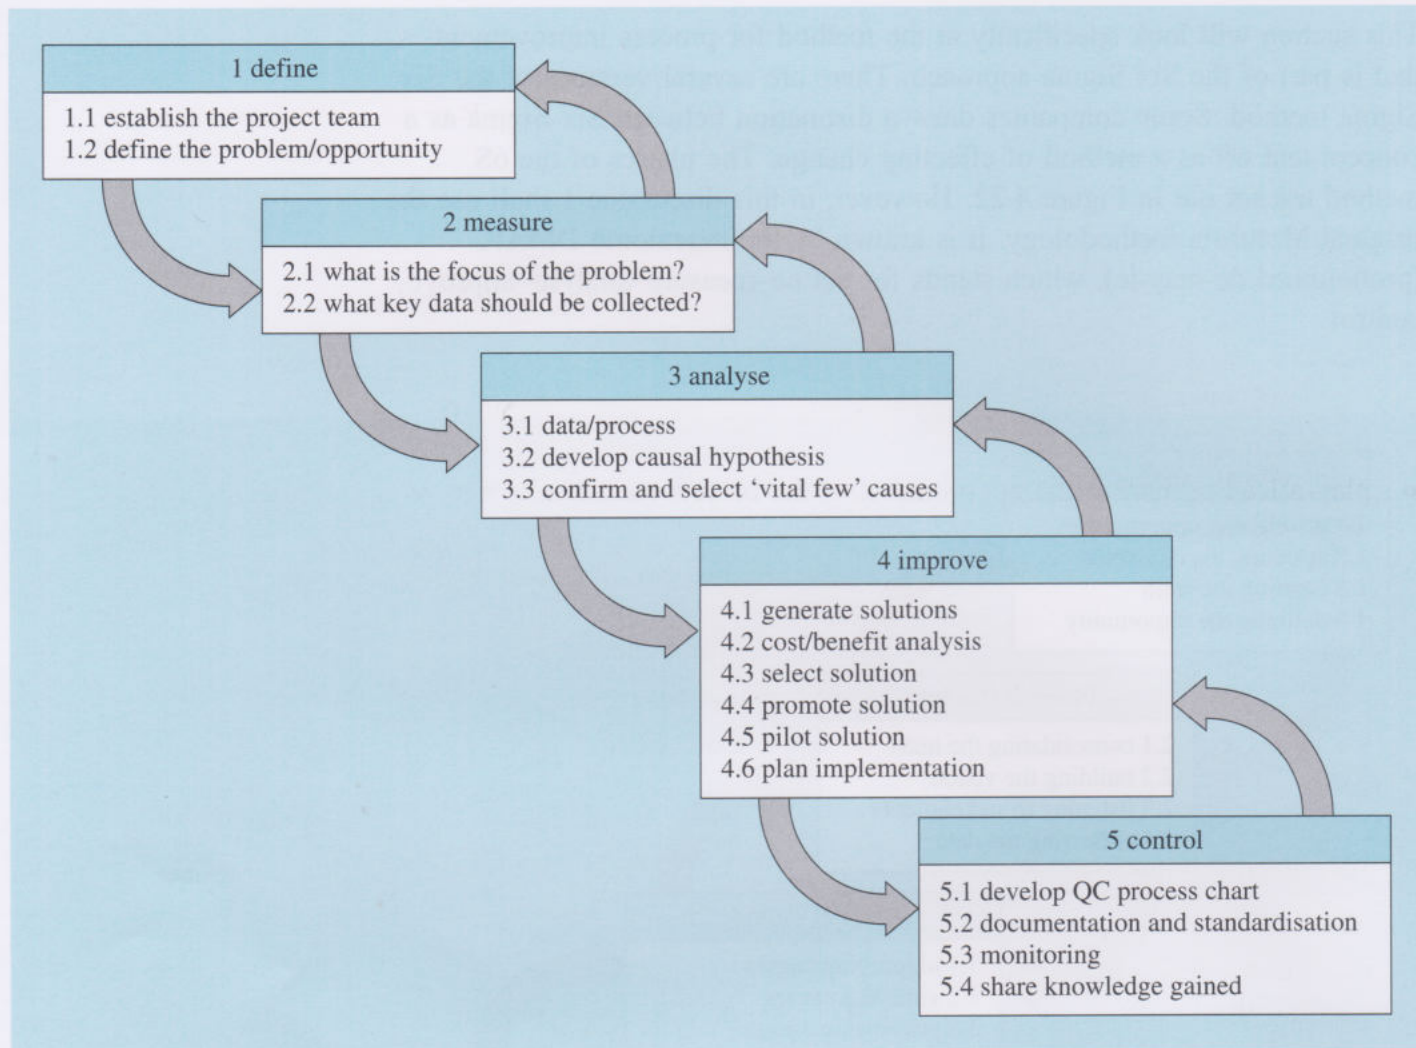 1 define
1.1 establish the project team
1.2 define the problem/opportunity
2 measure
2.1 what is the focus of the problem?
2.2 what key data should be collected?
3 analyse
3.1 data/process
3.2 develop causal hypothesis
3.3 confirm and select ‘vital few’ causes
4 improve
4.1 generate solutions
4.2 cost/benefit analysis
4.3 select solution
4.4 promote solution
4.5 pilot solution
4.6 plan implementation
5 control
5.1 develop QC process chart
5.2 documentation and standardisation
5.3 monitoring
5.4 share knowledge gained